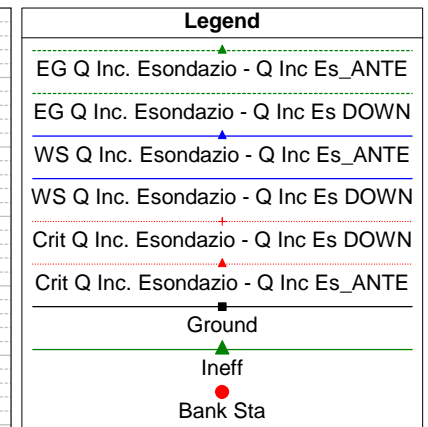 Legend
EG Q Inc. Esondazio - Q Inc Es_ANTE
EG Q Inc. Esondazio - Q Inc Es DOWN
WS Q Inc. Esondazio - Q Inc Es_ANTE
WS Q Inc. Esondazio - Q Inc Es DOWN
Crit Q Inc. Esondazio - Q Inc Es DOWN
Crit Q Inc. Esondazio - Q Inc Es_ANTE
Ground
Ineff
Bank Sta